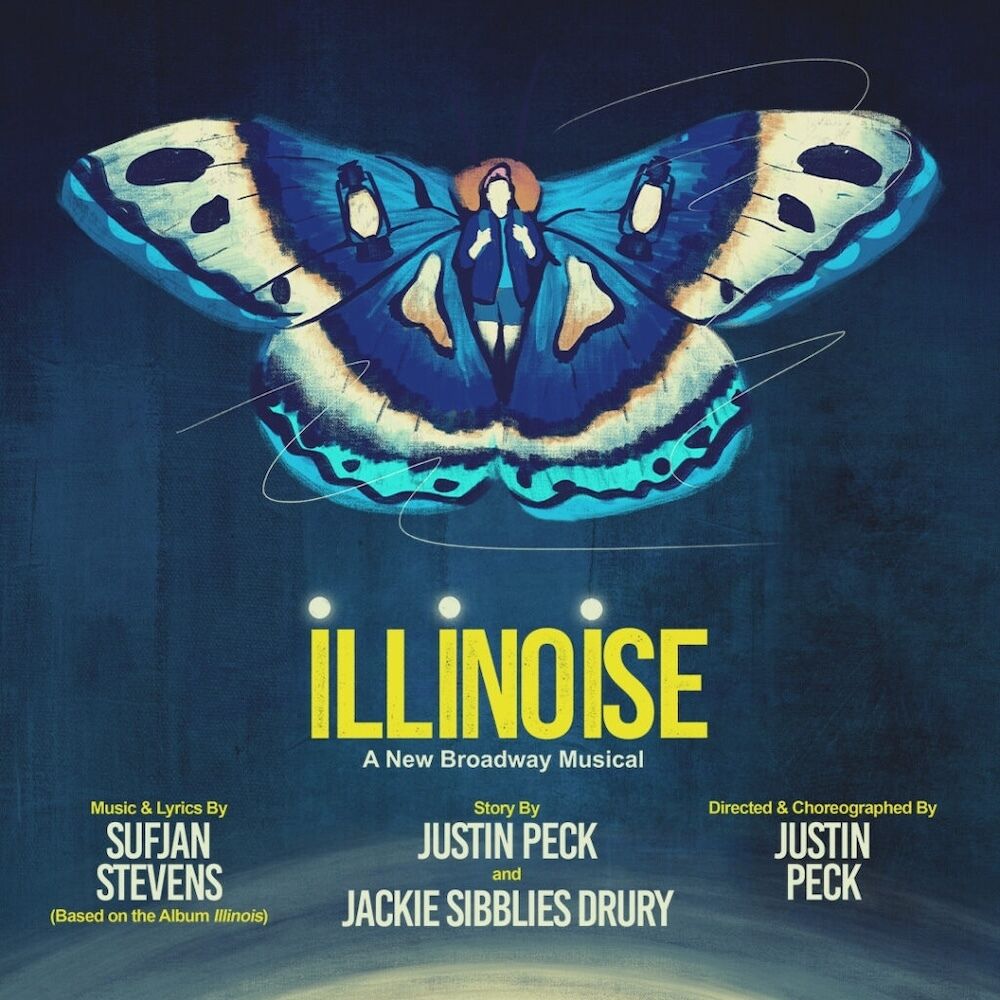 iLLiNOiSE
A New Broadway Musical
Music & Lyrics By
SUFJAN
STEVENS
(Based on the Album Illinois)
Story By
JUSTIN PECK
and
JACKIE SIBBLIES DRURY
Directed & Choreographed By
JUSTIN
PECK